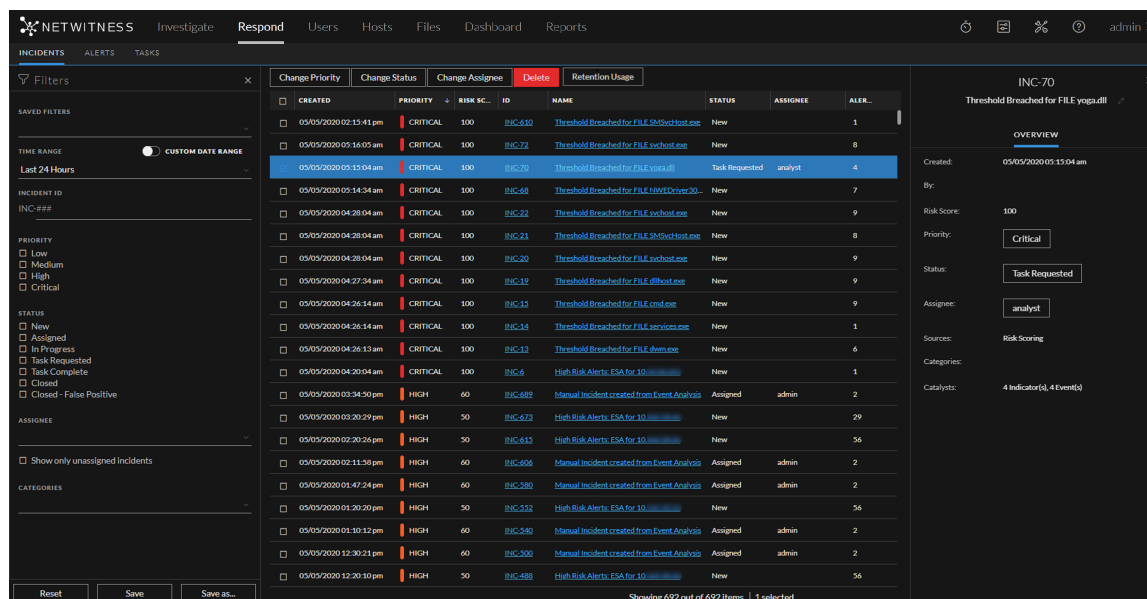 NETWITNESS Investigate Respond Users Hosts Files Dashboard Reports admin
INCIDENTS ALERTS TASKS
Filters
SAVED FILTERS
TIME RANGE CUSTOM DATE RANGE
Last 24 Hours
INCIDENT ID
INC-###
PRIORITY
Low
Medium
High
Critical
STATUS
New
Assigned
In Progress
Task Requested
Task Complete
Closed
Closed - False Positive
ASSIGNEE
Show only unassigned incidents
CATEGORIES
Reset Save Save as...
Change Priority Change Status Change Assignee Delete Retention Usage
CREATED PRIORITY RISK SC... ID NAME STATUS ASSIGNEE ALER...
05/05/2020 02:15:41 pm CRITICAL 100 INC-610 Threshold Breached for FILE SMSvcHost.exe New 1
05/05/2020 05:16:05 am CRITICAL 100 INC-72 Threshold Breached for FILE svchost.exe New 8
05/05/2020 05:15:04 am CRITICAL 100 INC-70 Threshold Breached for FILE yoga.dll Task Requested analyst 4
05/05/2020 05:14:34 am CRITICAL 100 INC-68 Threshold Breached for FILE NWEDriver30... New 7
05/05/2020 04:28:04 am CRITICAL 100 INC-22 Threshold Breached for FILE svchost.exe New 9
05/05/2020 04:28:04 am CRITICAL 100 INC-21 Threshold Breached for FILE SMSvcHost.exe New 8
05/05/2020 04:28:04 am CRITICAL 100 INC-20 Threshold Breached for FILE svchost.exe New 9
05/05/2020 04:27:34 am CRITICAL 100 INC-19 Threshold Breached for FILE dllhost.exe New 9
05/05/2020 04:26:14 am CRITICAL 100 INC-15 Threshold Breached for FILE cmd.exe New 9
05/05/2020 04:26:14 am CRITICAL 100 INC-14 Threshold Breached for FILE services.exe New 1
05/05/2020 04:26:13 am CRITICAL 100 INC-13 Threshold Breached for FILE dwm.exe New 6
05/05/2020 04:20:04 am CRITICAL 100 INC-6 High Risk Alerts: ESA for 10. New 1
05/05/2020 03:34:50 pm HIGH 60 INC-689 Manual Incident created from Event Analysis Assigned admin 2
05/05/2020 03:20:29 pm HIGH 50 INC-673 High Risk Alerts: ESA for 10. New 29
05/05/2020 02:20:26 pm HIGH 50 INC-615 High Risk Alerts: ESA for 10. New 56
05/05/2020 02:11:58 pm HIGH 60 INC-606 Manual Incident created from Event Analysis Assigned admin 2
05/05/2020 01:47:24 pm HIGH 60 INC-580 Manual Incident created from Event Analysis Assigned admin 2
05/05/2020 01:20:20 pm HIGH 50 INC-552 High Risk Alerts: ESA for 10. New 56
05/05/2020 01:10:12 pm HIGH 60 INC-540 Manual Incident created from Event Analysis Assigned admin 2
05/05/2020 12:30:21 pm HIGH 60 INC-500 Manual Incident created from Event Analysis Assigned admin 2
05/05/2020 12:20:10 pm HIGH 50 INC-488 High Risk Alerts: ESA for 10. New 56
Showing 692 out of 692 items | 1 selected
INC-70
Threshold Breached for FILE yoga.dll
OVERVIEW
Created: 05/05/2020 05:15:04 am
By:
Risk Score: 100
Priority: Critical
Status: Task Requested
Assignee: analyst
Sources: Risk Scoring
Categories:
Catalysts: 4 Indicator(s), 4 Event(s)